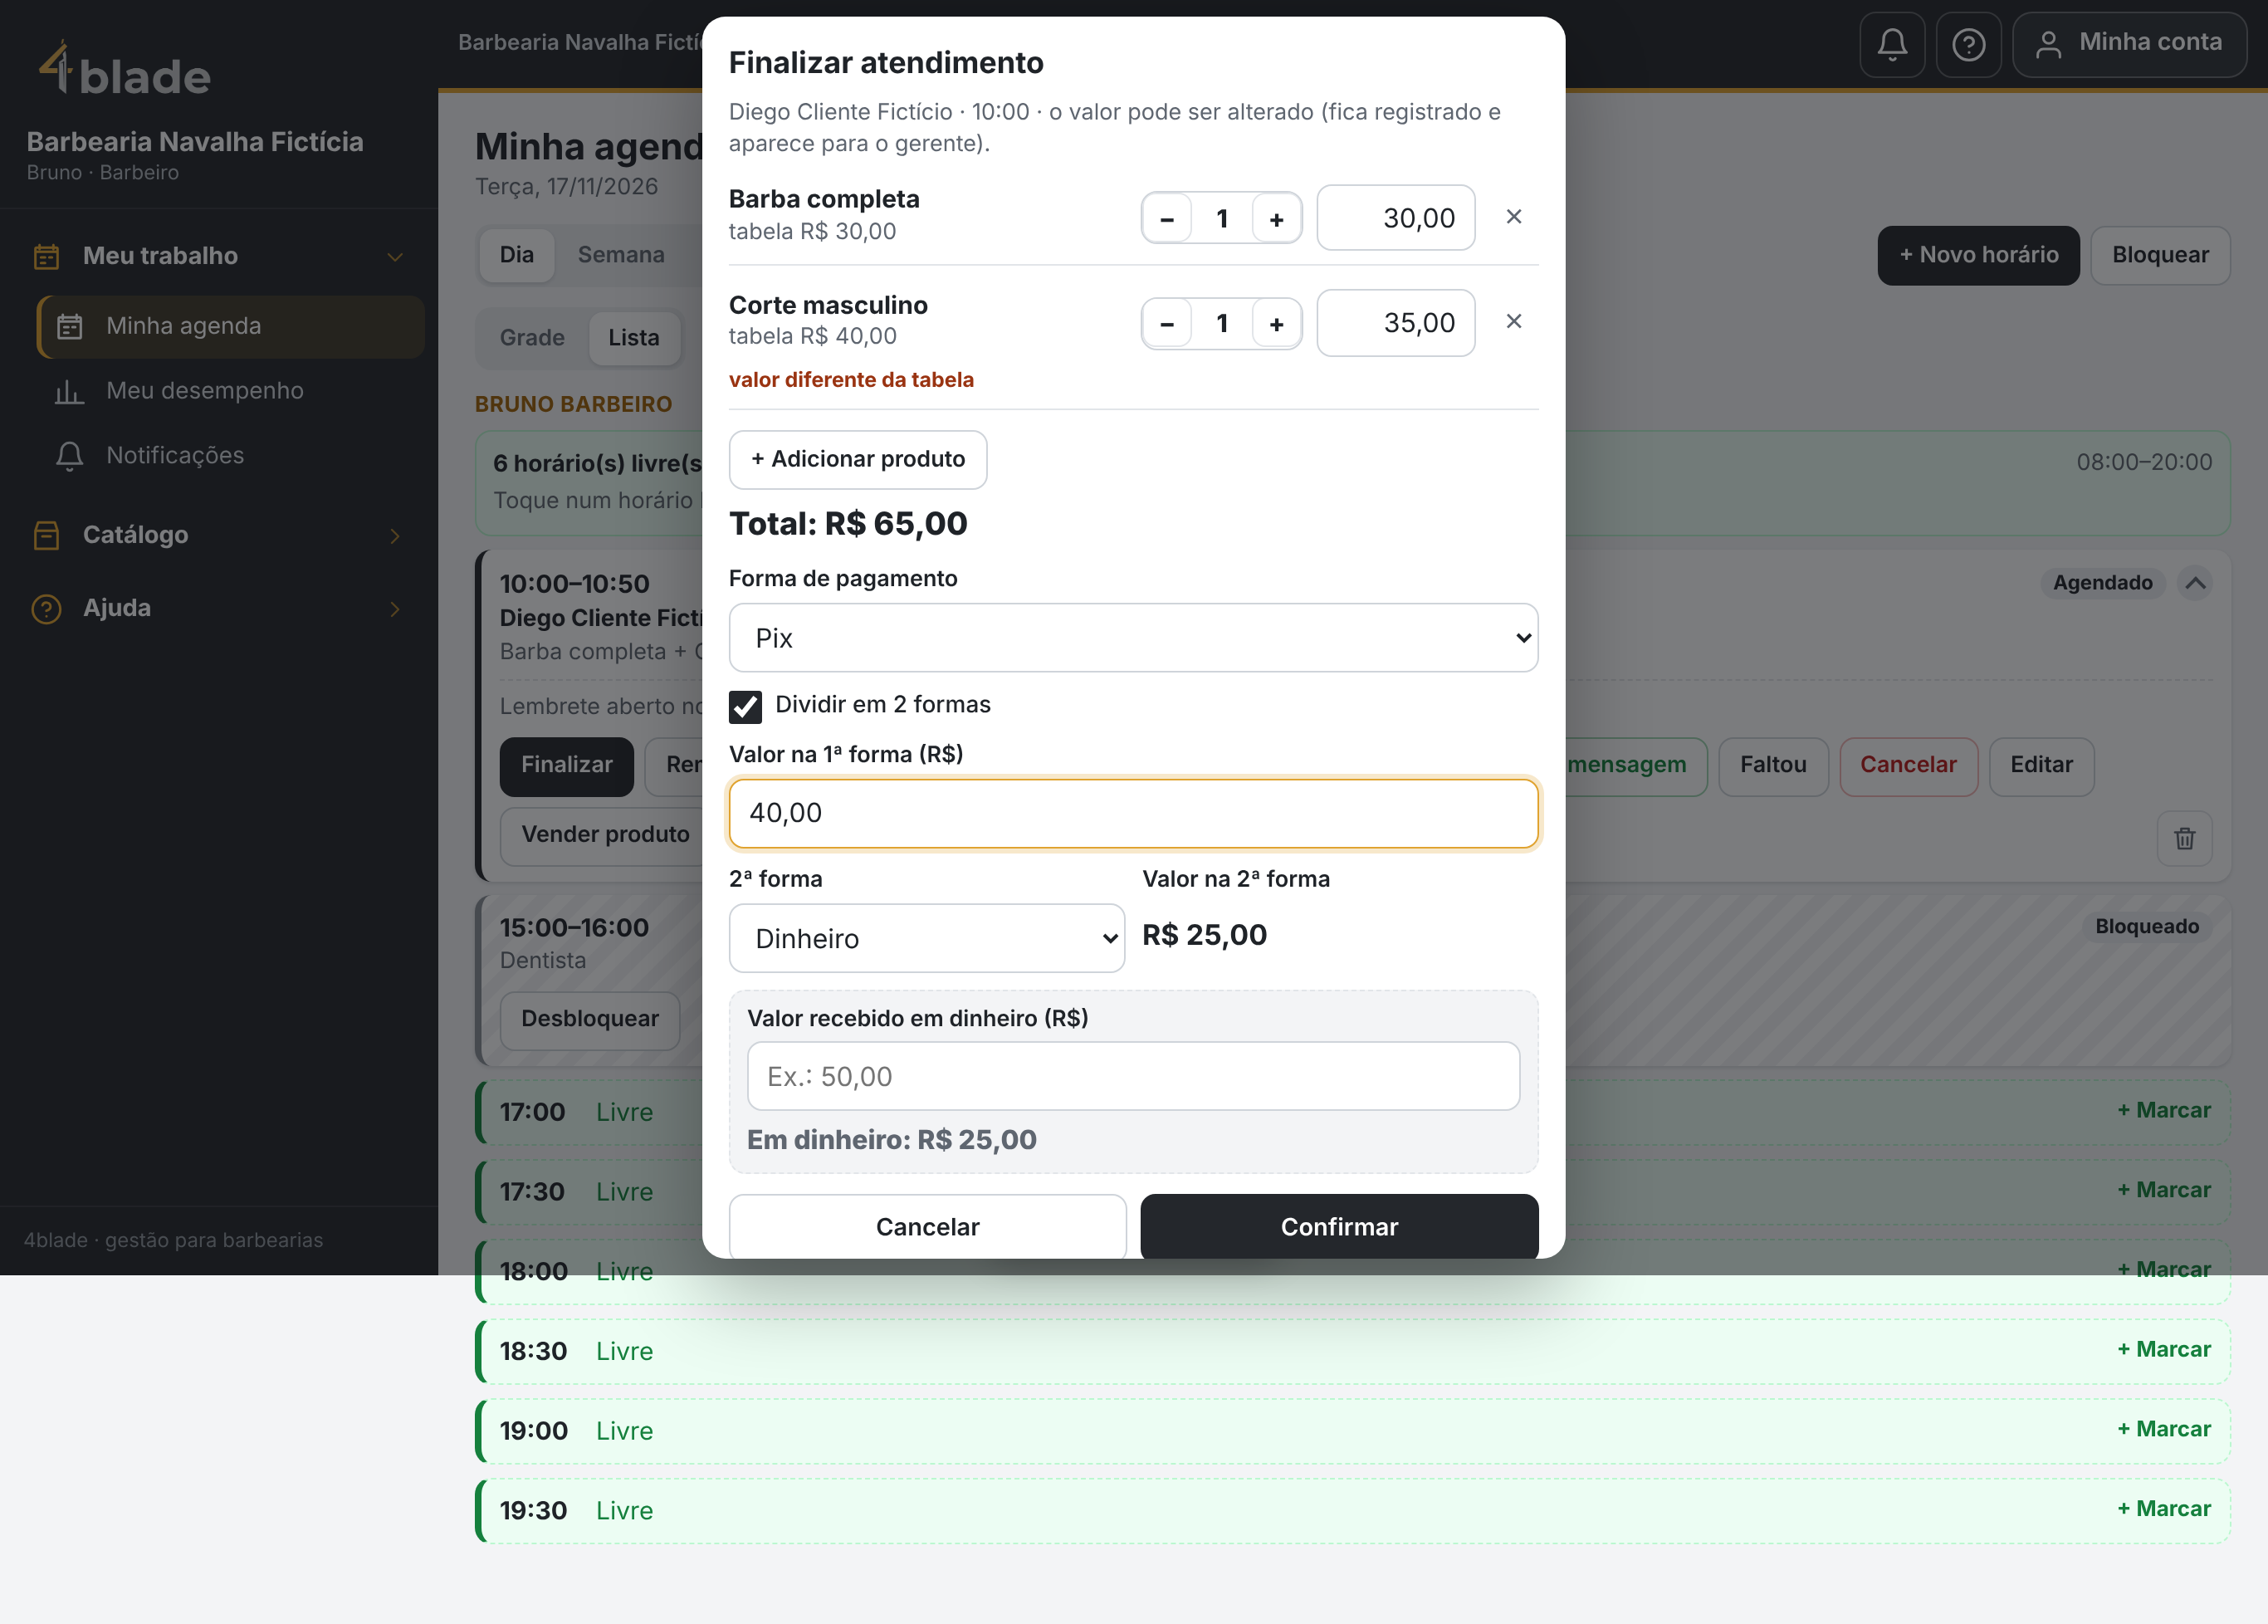 4blade
Barbearia Navalha Fictícia
Bruno · Barbeiro
Meu trabalho
Minha agenda
Meu desempenho
Notificações
Catálogo
Ajuda
4blade · gestão para barbearias
Barbearia Navalha
Minha conta
Minha
Terça, 17/11/2026
Dia
Semana
+ Novo horário
Bloquear
Grade
Lista
BRUNO BARBEIRO
6 horário(s)
08:00–20:00
Toque num horário
10:00–10:50
Agendado
Diego Cliente
Barba completa +
Lembrete aberto
Finalizar
mensagem
Faltou
Cancelar
Editar
Vender produto
15:00–16:00
Bloqueado
Dentista
Desbloquear
17:00 Livre + Marcar
17:30 Livre + Marcar
18:00 Livre + Marcar
18:30 Livre + Marcar
19:00 Livre + Marcar
19:30 Livre + Marcar
Finalizar atendimento
Diego Cliente Fictício · 10:00 · o valor pode ser alterado (fica registrado e
aparece para o gerente).
Barba completa
tabela R$ 30,00
− 1 + 30,00 ×
Corte masculino
tabela R$ 40,00
− 1 + 35,00 ×
valor diferente da tabela
+ Adicionar produto
Total: R$ 65,00
Forma de pagamento
Pix
Dividir em 2 formas
Valor na 1ª forma (R$)
40,00
2ª forma
Valor na 2ª forma
Dinheiro
R$ 25,00
Valor recebido em dinheiro (R$)
Ex.: 50,00
Em dinheiro: R$ 25,00
Cancelar
Confirmar